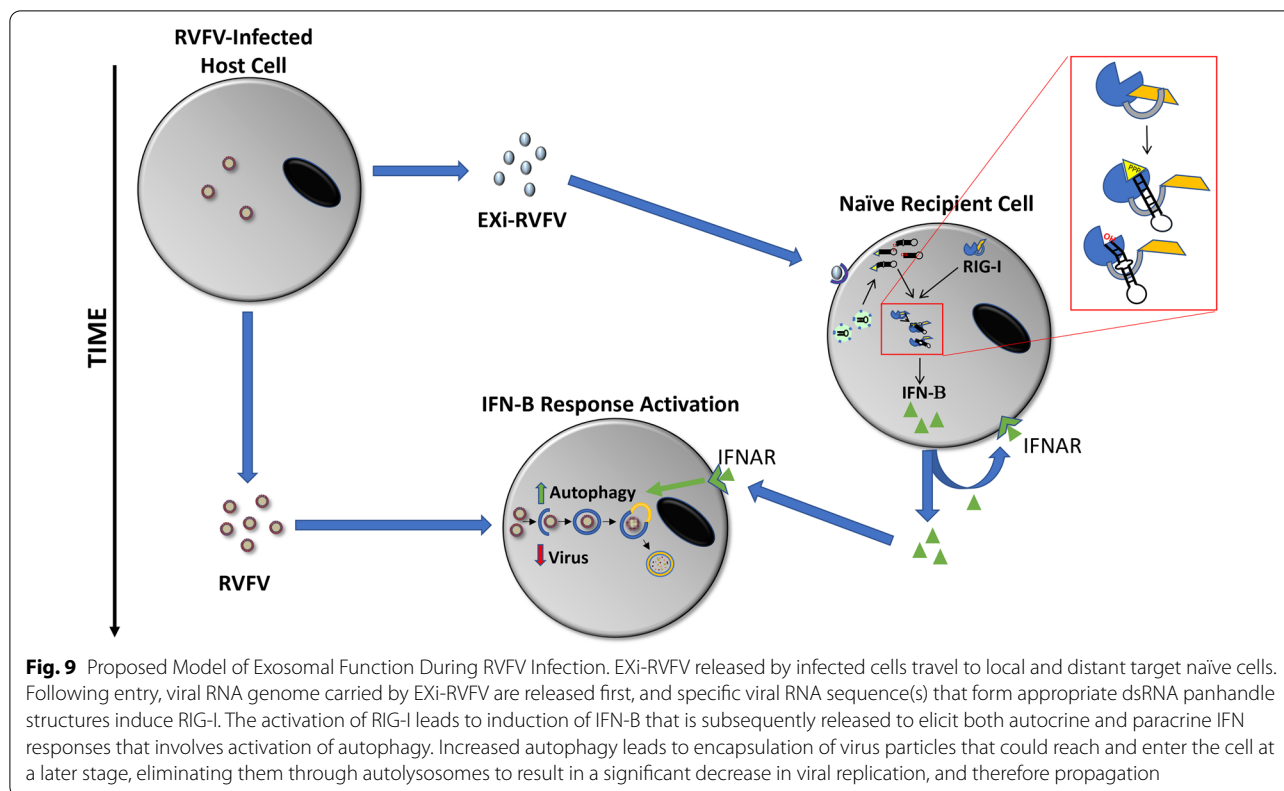 RVFV-Infected
Host Cell
EXi-RVFV
Naïve Recipient Cell
RIG-I
PPP
OH
IFN-B
IFNAR
TIME
IFN-B Response Activation
IFNAR
Autophagy
Virus
RVFV
Fig. 9 Proposed Model of Exosomal Function During RVFV Infection. EXi-RVFV released by infected cells travel to local and distant target naïve cells.
Following entry, viral RNA genome carried by EXi-RVFV are released first, and specific viral RNA sequence(s) that form appropriate dsRNA panhandle
structures induce RIG-I. The activation of RIG-I leads to induction of IFN-B that is subsequently released to elicit both autocrine and paracrine IFN
responses that involves activation of autophagy. Increased autophagy leads to encapsulation of virus particles that could reach and enter the cell at
a later stage, eliminating them through autolysosomes to result in a significant decrease in viral replication, and therefore propagation